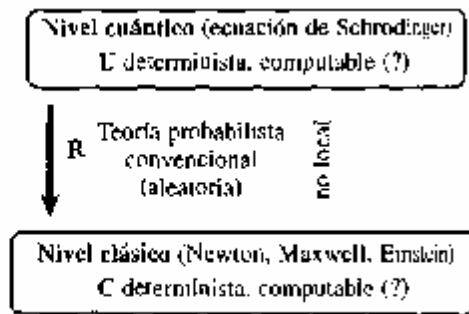 Nivel cuántico (ecuación de Schrodinger)
U determinista, computable (?)
R Teoría probabilista
convencional
(aleatoria)
no local
Nivel clásico (Newton, Maxwell, Einstein)
C determinista, computable (?)